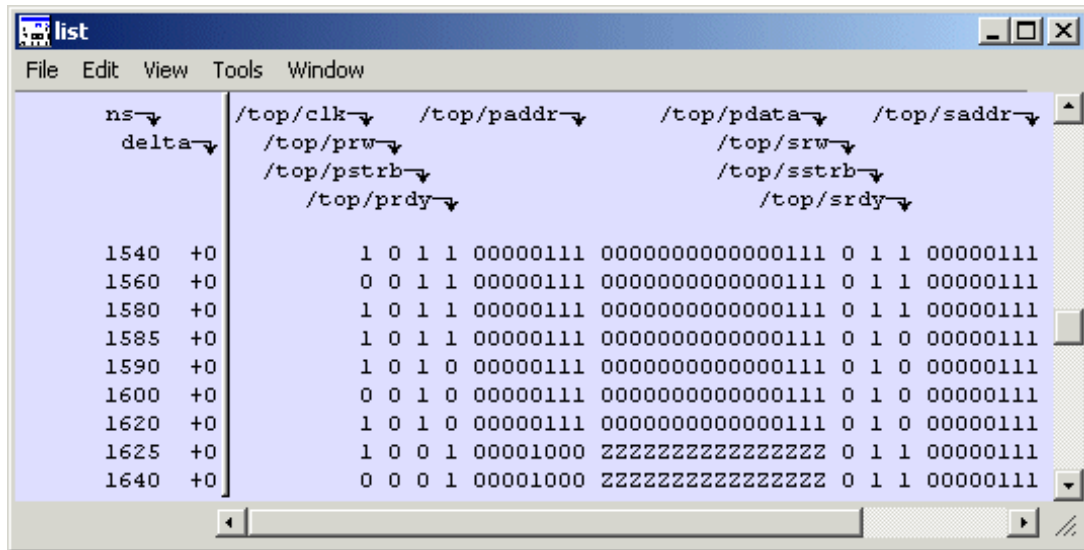 list
File Edit View Tools Window
ns /top/clk /top/paddr /top/pdata /top/saddr
delta /top/prw /top/srw
/top/pstrb /top/sstrb
/top/prdy /top/srdy
1540 +0 1 0 1 1 00000111 0000000000000111 0 1 1 00000111
1560 +0 0 0 1 1 00000111 0000000000000111 0 1 1 00000111
1580 +0 1 0 1 1 00000111 0000000000000111 0 1 1 00000111
1585 +0 1 0 1 1 00000111 0000000000000111 0 1 0 00000111
1590 +0 1 0 1 0 00000111 0000000000000111 0 1 0 00000111
1600 +0 0 0 1 0 00000111 0000000000000111 0 1 0 00000111
1620 +0 1 0 1 0 00000111 0000000000000111 0 1 0 00000111
1625 +0 1 0 0 1 00001000 ZZZZZZZZZZZZZZZZ 0 1 1 00000111
1640 +0 0 0 0 1 00001000 ZZZZZZZZZZZZZZZZ 0 1 1 00000111